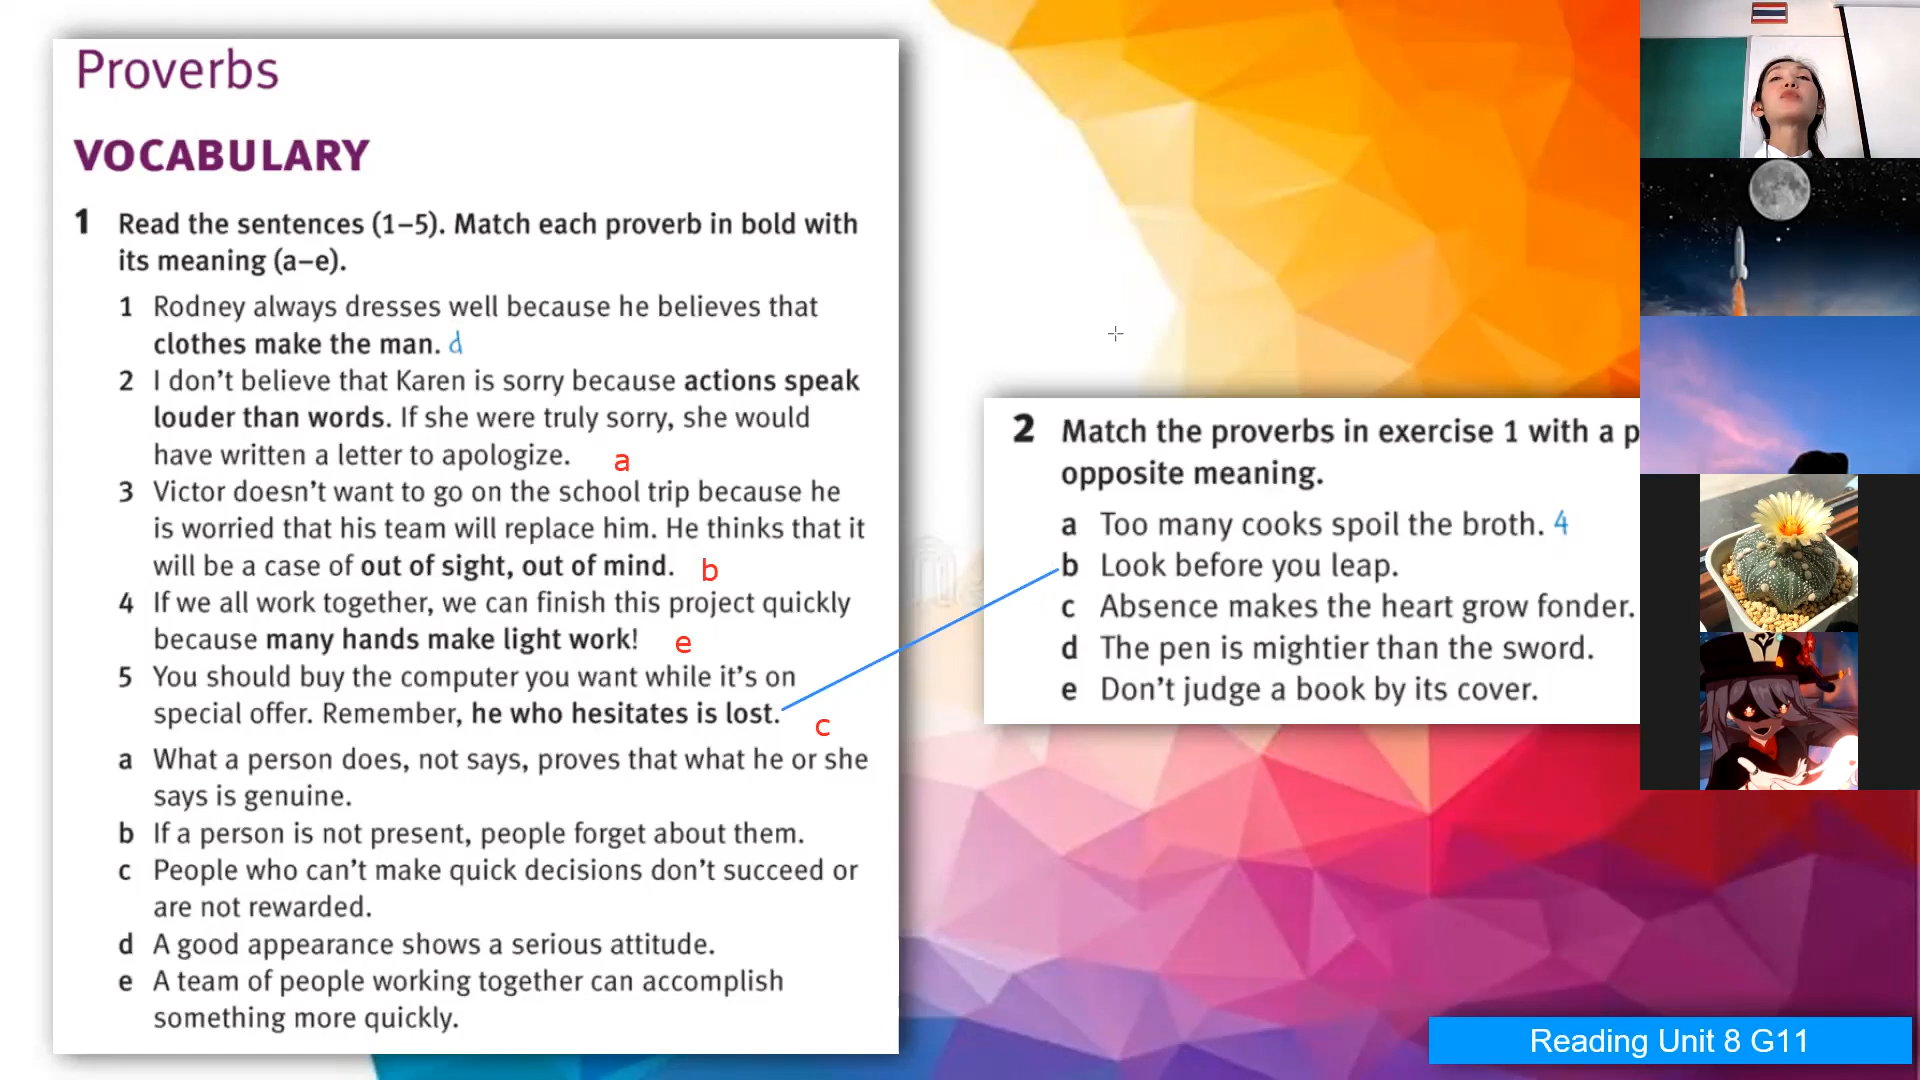 Proverbs
VOCABULARY
1 Read the sentences (1–5). Match each proverb in bold with
its meaning (a–e).
1 Rodney always dresses well because he believes that
clothes make the man. d
2 I don't believe that Karen is sorry because actions speak
louder than words. If she were truly sorry, she would
have written a letter to apologize. a
3 Victor doesn't want to go on the school trip because he
is worried that his team will replace him. He thinks that it
will be a case of out of sight, out of mind. b
4 If we all work together, we can finish this project quickly
because many hands make light work! e
5 You should buy the computer you want while it's on
special offer. Remember, he who hesitates is lost. c
a What a person does, not says, proves that what he or she
says is genuine.
b If a person is not present, people forget about them.
c People who can't make quick decisions don't succeed or
are not rewarded.
d A good appearance shows a serious attitude.
e A team of people working together can accomplish
something more quickly.
2 Match the proverbs in exercise 1 with a p
opposite meaning.
a Too many cooks spoil the broth. 4
b Look before you leap.
c Absence makes the heart grow fonder.
d The pen is mightier than the sword.
e Don't judge a book by its cover.
Reading Unit 8 G11